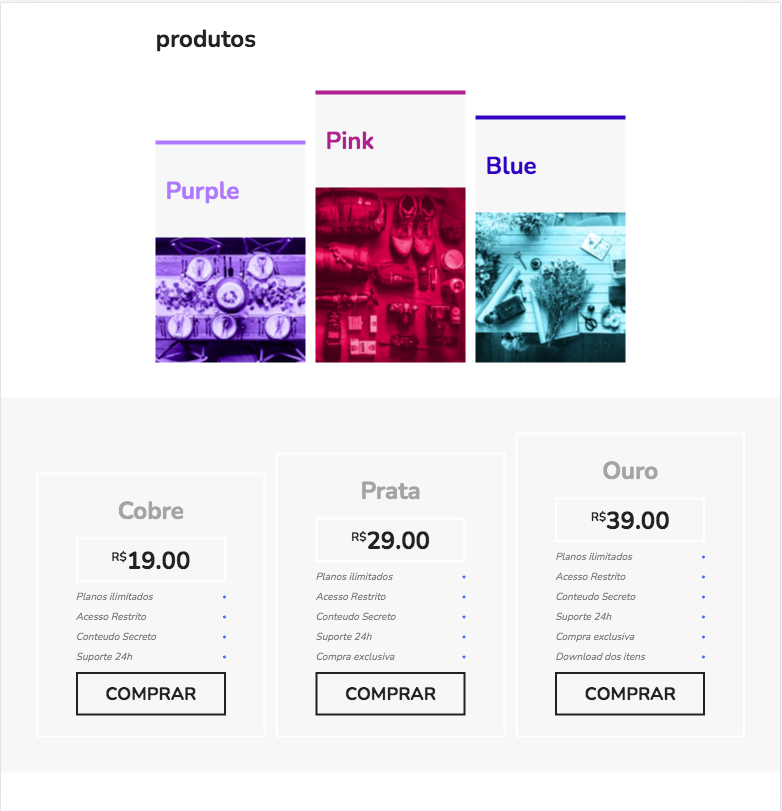 produtos
Purple
Pink
Blue
Cobre
R$19.00
Planos ilimitados
Acesso Restrito
Conteudo Secreto
Suporte 24h
COMPRAR
Prata
R$29.00
Planos ilimitados
Acesso Restrito
Conteudo Secreto
Suporte 24h
Compra exclusiva
COMPRAR
Ouro
R$39.00
Planos ilimitados
Acesso Restrito
Conteudo Secreto
Suporte 24h
Compra exclusiva
Download dos itens
COMPRAR